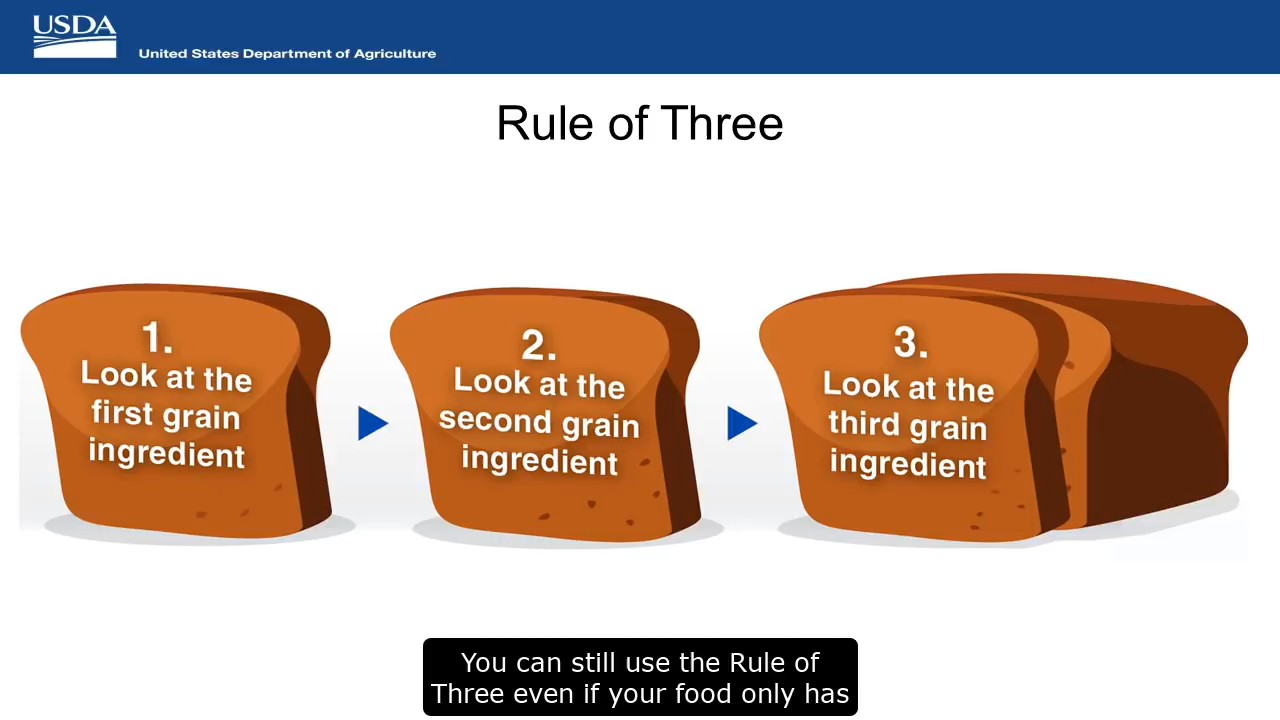 USDA
United States Department of Agriculture
Rule of Three
1.
Look at the
first grain
ingredient
2.
Look at the
second grain
ingredient
3.
Look at the
third grain
ingredient
You can still use the Rule of
Three even if your food only has